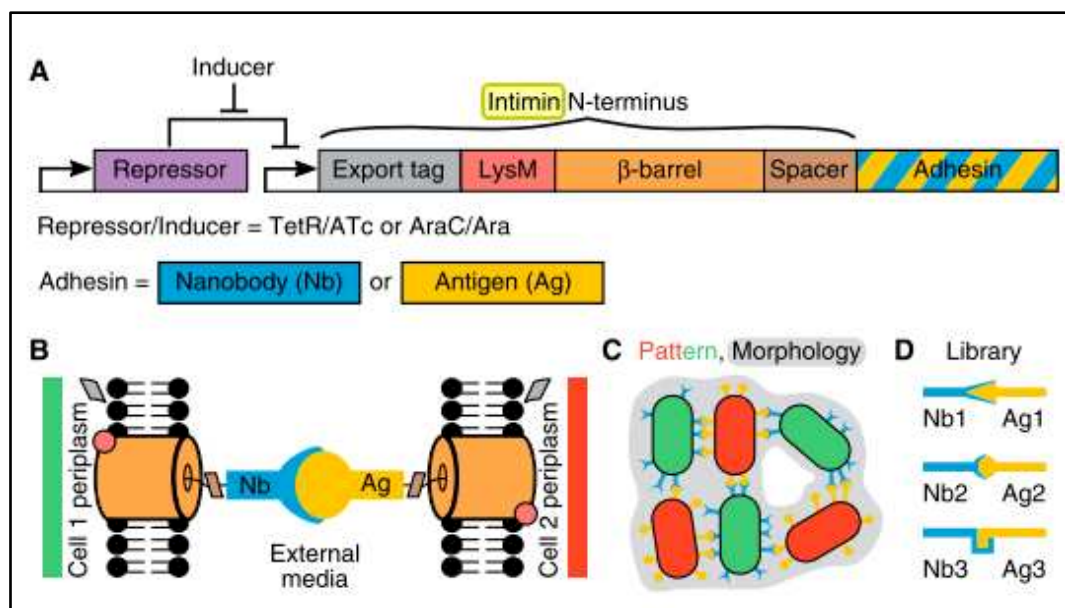 A
Inducer
Intimin N-terminus
Repressor
Export tag
LysM
β-barrel
Spacer
Adhesin
Repressor/Inducer = TetR/ATc or AraC/Ara
Adhesin = Nanobody (Nb) or Antigen (Ag)
B
Cell 1 periplasm
Nb
Ag
Cell 2 periplasm
External
media
C Pattern, Morphology
D Library
Nb1 Ag1
Nb2 Ag2
Nb3 Ag3